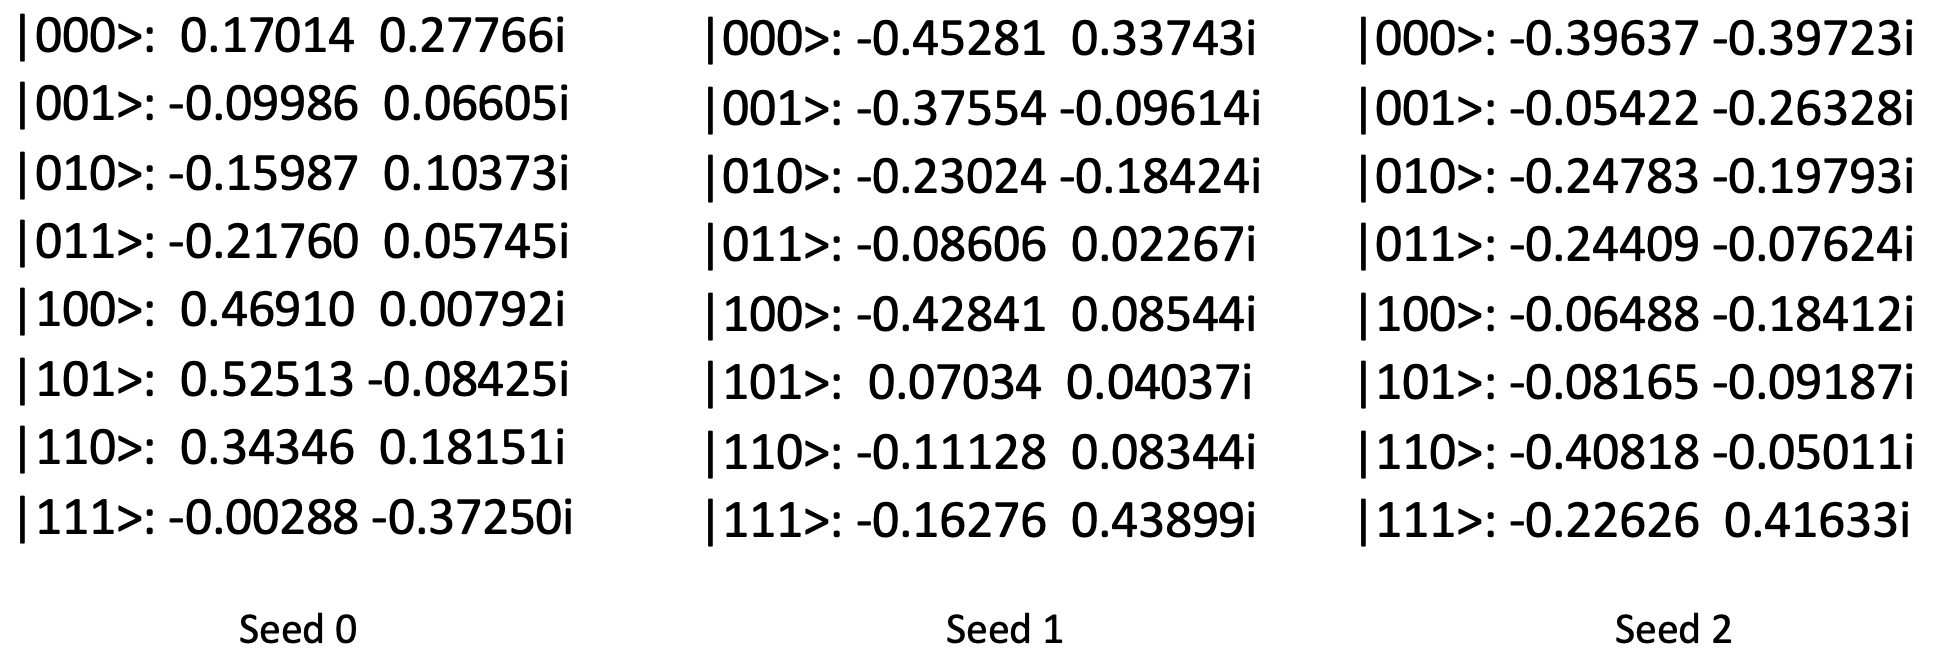 |000>: 0.17014 0.27766i
|001>: -0.09986 0.06605i
|010>: -0.15987 0.10373i
|011>: -0.21760 0.05745i
|100>: 0.46910 0.00792i
|101>: 0.52513 -0.08425i
|110>: 0.34346 0.18151i
|111>: -0.00288 -0.37250i
Seed 0
|000>: -0.45281 0.33743i
|001>: -0.37554 -0.09614i
|010>: -0.23024 -0.18424i
|011>: -0.08606 0.02267i
|100>: -0.42841 0.08544i
|101>: 0.07034 0.04037i
|110>: -0.11128 0.08344i
|111>: -0.16276 0.43899i
Seed 1
|000>: -0.39637 -0.39723i
|001>: -0.05422 -0.26328i
|010>: -0.24783 -0.19793i
|011>: -0.24409 -0.07624i
|100>: -0.06488 -0.18412i
|101>: -0.08165 -0.09187i
|110>: -0.40818 -0.05011i
|111>: -0.22626 0.41633i
Seed 2